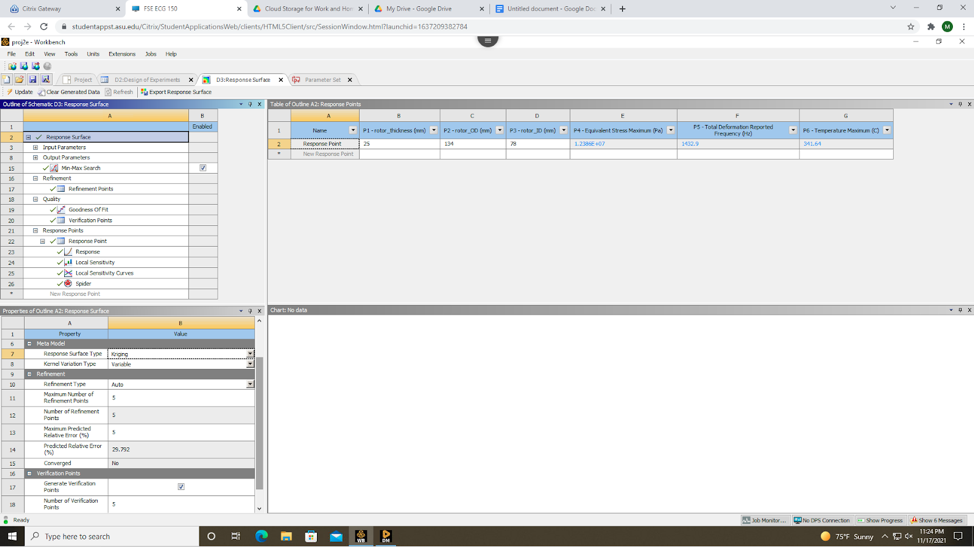 Citrix Gateway
FSE ECG 150
Cloud Storage for Work and Hom
My Drive - Google Drive
Untitled document - Google Doc
studentappst.asu.edu/Citrix/StudentApplicationsWeb/clients/HTML5Client/src/SessionWindow.html?launchid=1637209382784
M
proj2e - Workbench
File Edit View Tools Units Extensions Jobs Help
Project
D2:Design of Experiments
D3:Response Surface
Parameter Set
Update
Clear Generated Data
Refresh
Export Response Surface
Outline of Schematic D3: Response Surface
A B
1 Enabled
2 Response Surface
3 Input Parameters
8 Output Parameters
15 Min-Max Search
16 Refinement
17 Refinement Points
18 Quality
19 Goodness Of Fit
20 Verification Points
21 Response Points
22 Response Point
23 Response
24 Local Sensitivity
25 Local Sensitivity Curves
26 Spider
* New Response Point
Table of Outline A2: Response Points
A B C D E F G
1 Name P1 - rotor_thickness (mm) P2 - rotor_OD (mm) P3 - rotor_ID (mm) P4 - Equivalent Stress Maximum (Pa) P5 - Total Deformation Reported Frequency (Hz) P6 - Temperature Maximum (C)
2 Response Point 25 134 78 1.2386E+07 1432.9 341.64
* New Response Point
Properties of Outline A2: Response Surface
A B
1 Property Value
6 Meta Model
7 Response Surface Type Kriging
8 Kernel Variation Type Variable
9 Refinement
10 Refinement Type Auto
11 Maximum Number of Refinement Points 5
12 Number of Refinement Points 5
13 Maximum Predicted Relative Error (%) 5
14 Predicted Relative Error (%) 29.792
15 Converged No
16 Verification Points
17 Generate Verification Points
18 Number of Verification Points 5
Chart: No data
Ready
Job Monitor...
No DPS Connection
Show Progress
Show 6 Messages
Type here to search
WB
DM
75°F Sunny
11:24 PM
11/17/2021